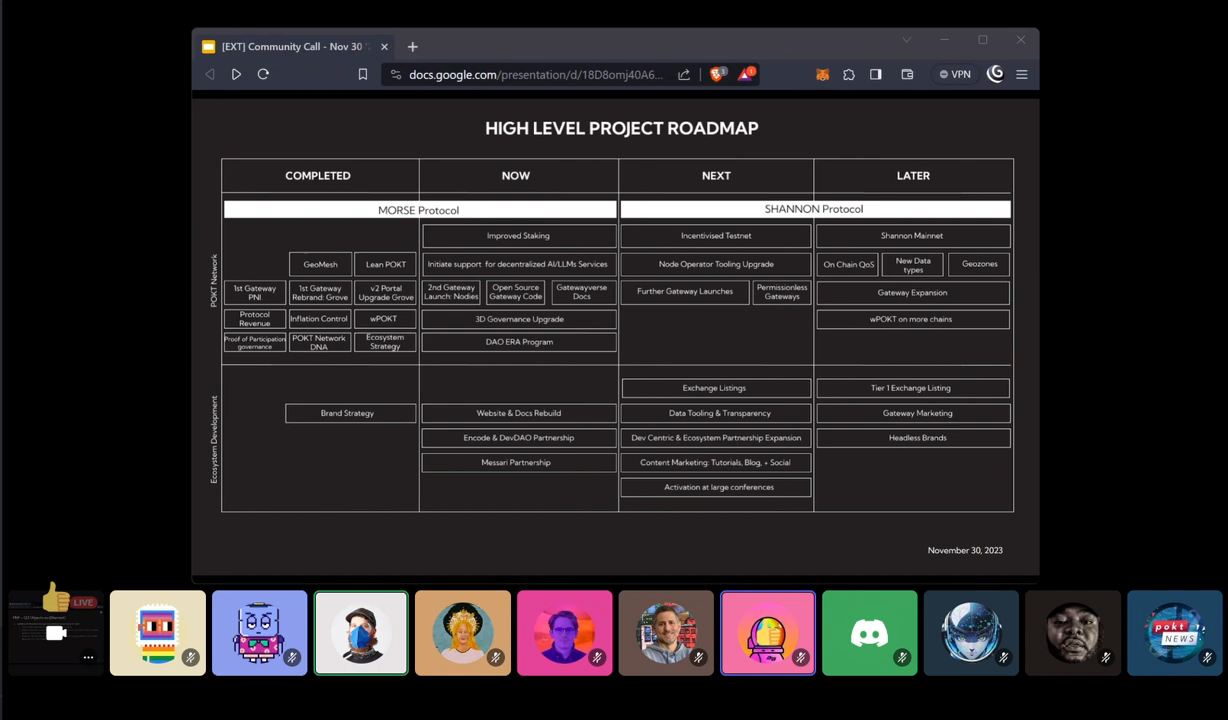 [EXT] Community Call - Nov 30 '2
docs.google.com/presentation/d/18D8omj40A6...
VPN
HIGH LEVEL PROJECT ROADMAP
COMPLETED
NOW
NEXT
LATER
MORSE Protocol
SHANNON Protocol
POKT Network
Improved Staking
Incentivised Testnet
Shannon Mainnet
GeoMesh
Lean POKT
Initiate support for decentralized AI/LLMs Services
Node Operator Tooling Upgrade
On Chain QoS
New Data
types
Geozones
1st Gateway
PNI
1st Gateway
Rebrand: Grove
v2 Portal
Upgrade Grove
2nd Gateway
Launch: Nodies
Open Source
Gateway Code
Gatewayverse
Docs
Further Gateway Launches
Permissionless
Gateways
Gateway Expansion
Protocol
Revenue
Inflation Control
wPOKT
3D Governance Upgrade
wPOKT on more chains
Proof of Participation
governance
POKT Network
DNA
Ecosystem
Strategy
DAO ERA Program
Ecosystem Development
Exchange Listings
Tier 1 Exchange Listing
Brand Strategy
Website & Docs Rebuild
Data Tooling & Transparency
Gateway Marketing
Encode & DevDAO Partnership
Dev Centric & Ecosystem Partnership Expansion
Headless Brands
Messari Partnership
Content Marketing: Tutorials, Blog, + Social
Activation at large conferences
November 30, 2023
LIVE
pokt
NEWS